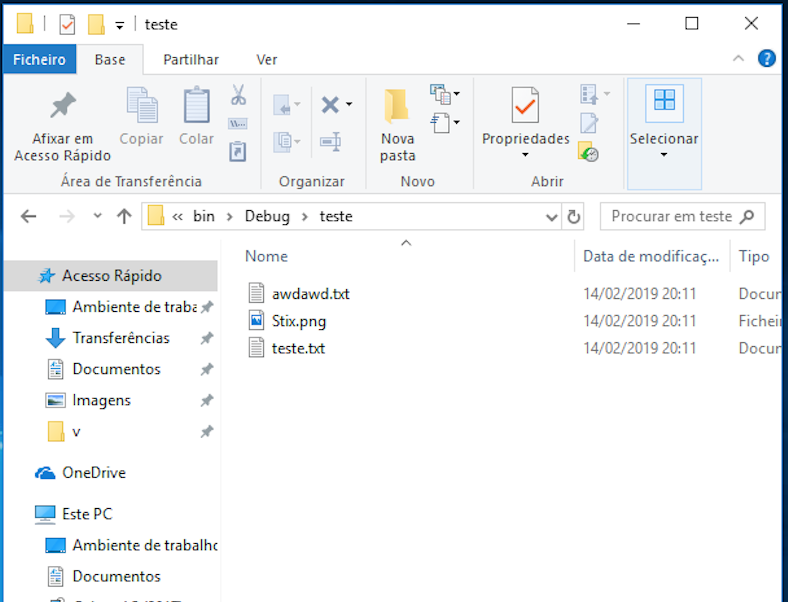 teste
Ficheiro Base Partilhar Ver
Afixar em
Acesso Rápido
Copiar
Colar
Nova
pasta
Propriedades
Selecionar
Área de Transferência
Organizar
Novo
Abrir
« bin › Debug › teste
Procurar em teste
Nome Data de modificaç... Tipo
awdawd.txt 14/02/2019 20:11 Docur
Stix.png 14/02/2019 20:11 Fichei
teste.txt 14/02/2019 20:11 Docur
Acesso Rápido
Ambiente de traba
Transferências
Documentos
Imagens
v
OneDrive
Este PC
Ambiente de trabalho
Documentos